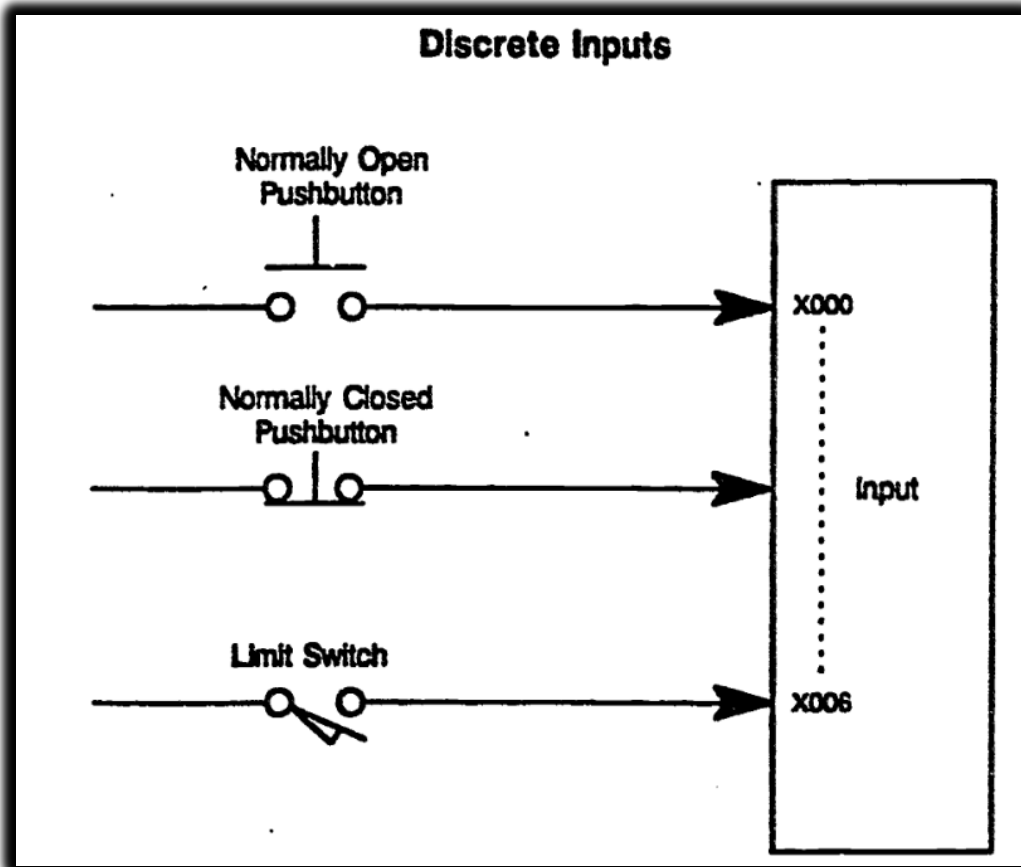 Discrete Inputs
Normally Open
Pushbutton
X000
Normally Closed
Pushbutton
Input
Limit Switch
X006